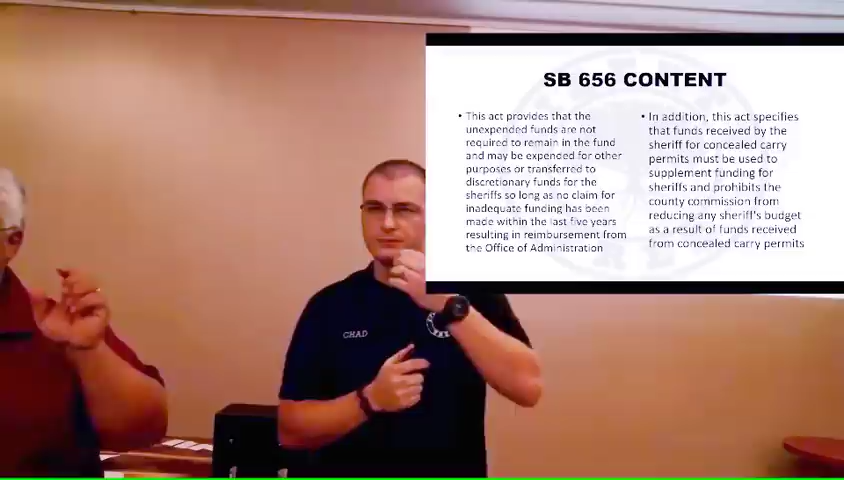 SB 656 CONTENT
• This act provides that the
unexpended funds are not
required to remain in the fund
and may be expended for other
purposes or transferred to
discretionary funds for the
sheriffs so long as no claim for
inadequate funding has been
made within the last five years
resulting in reimbursement from
the Office of Administration
• In addition, this act specifies
that funds received by the
sheriff for concealed carry
permits must be used to
supplement funding for
sheriffs and prohibits the
county commission from
reducing any sheriff's budget
as a result of funds received
from concealed carry permits
CHAD